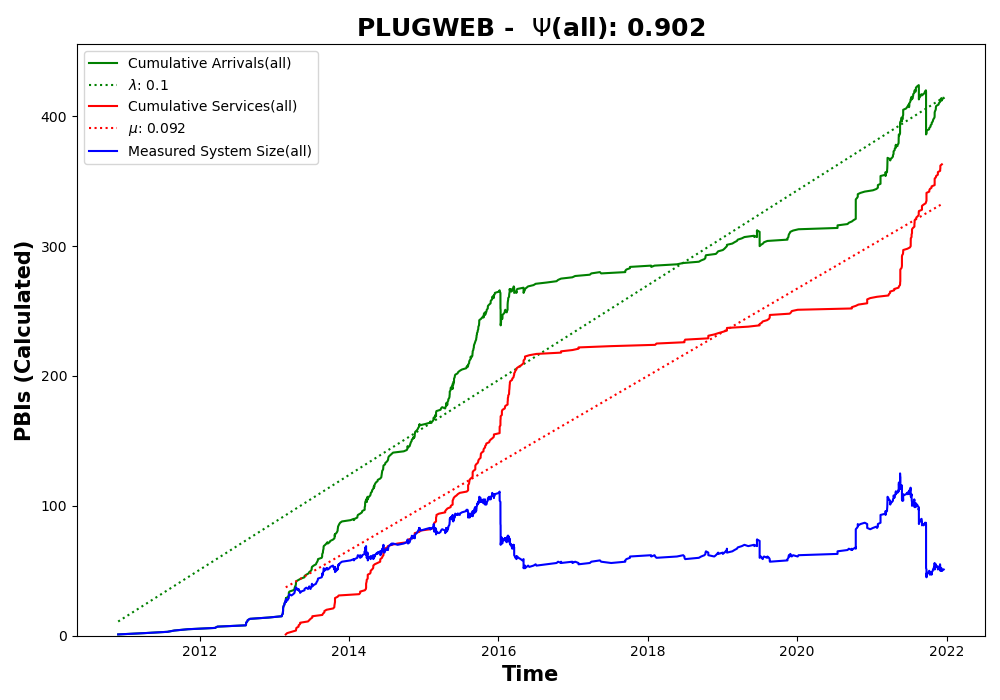 PLUGWEB - Ψ(all): 0.902
Cumulative Arrivals(all)
λ: 0.1
Cumulative Services(all)
μ: 0.092
Measured System Size(all)
PBIs (Calculated)
400
300
200
100
0
2012 2014 2016 2018 2020 2022
Time